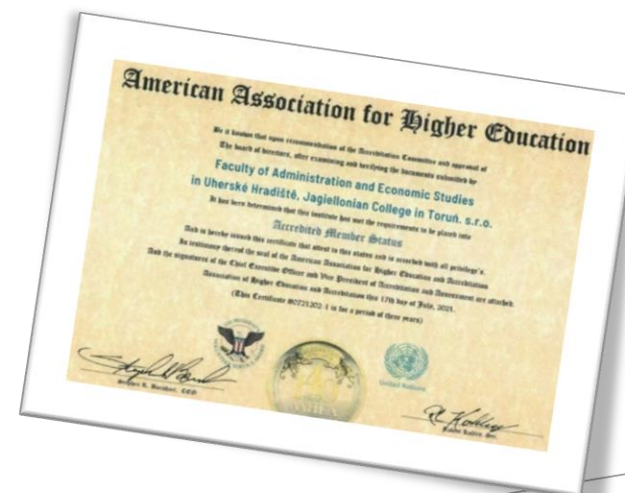 American Association for Higher Education
Be it known that upon recommendation of the Accreditation Committee and approval of
The board of directors, after examining and verifying the documents submitted by
Faculty of Administration and Economic Studies
in Uherské Hradiště, Jagiellonian College in Toruń. s.r.o.
It has been determined that this institute has met the requirements to be placed into
Accredited Member Status
And is hereby issued this certificate that attest to this status and is accorded with all privilege's.
In testimony thereof the seal of the American Association for Higher Education and Accreditation
And the signatures of the Chief Executive Officer and Vice President of Accreditation and Assessment are attached.
Association of Higher Education and Accreditation this 17th day of July, 2021.
(This Certificate is for a period of three years)
United Nations
CEO